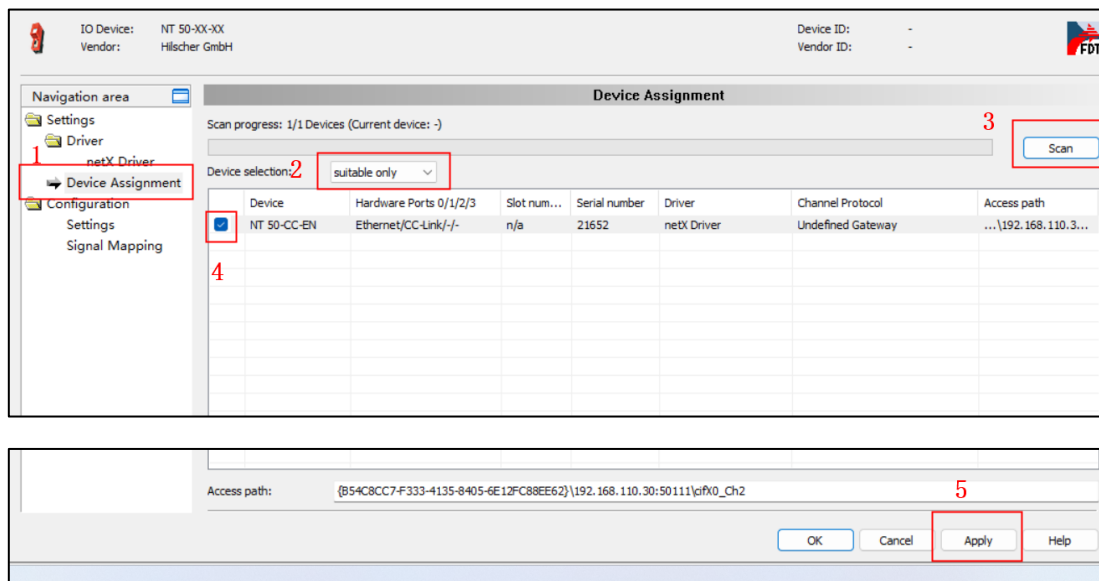 IO Device: NT 50-XX-XX Device ID: -
Vendor: Hilscher GmbH Vendor ID: -
FDT
Navigation area
Device Assignment
Settings
Scan progress: 1/1 Devices (Current device: -)
3
Driver
Scan
1
netX Driver
Device selection:
2
suitable only
Device Assignment
Configuration
Device Hardware Ports 0/1/2/3 Slot num... Serial number Driver Channel Protocol Access path
Settings
NT 50-CC-EN Ethernet/CC-Link/-/- n/a 21652 netX Driver Undefined Gateway ...\192.168.110.3...
Signal Mapping
4
Access path: {B54C8CC7-F333-4135-8405-6E12FC88EE62}\192.168.110.30:50111\cifX0_Ch2
5
OK Cancel Apply Help